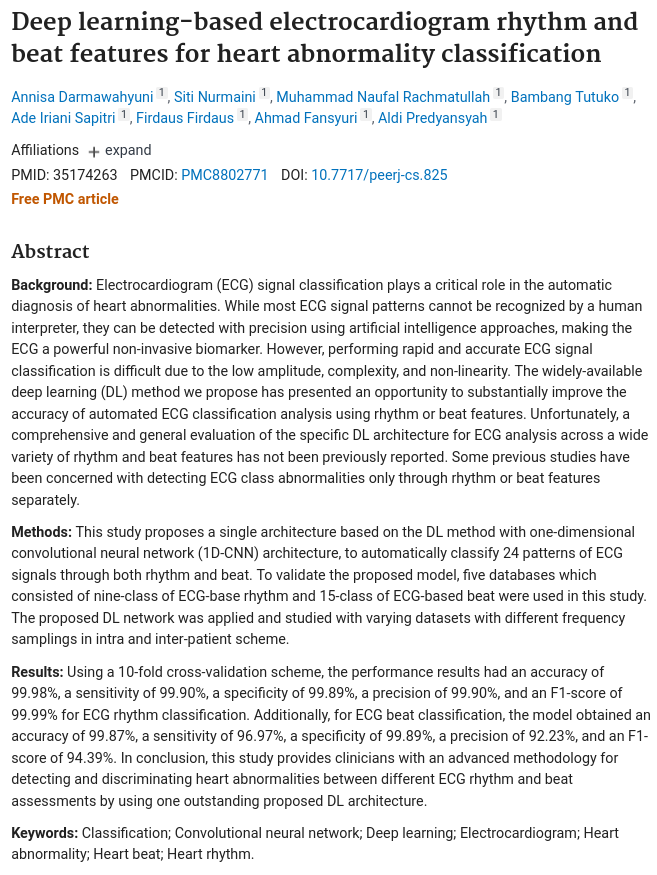 Deep learning-based electrocardiogram rhythm and
beat features for heart abnormality classification
Annisa Darmawahyuni 1, Siti Nurmaini 1, Muhammad Naufal Rachmatullah 1, Bambang Tutuko 1,
Ade Iriani Sapitri 1, Firdaus Firdaus 1, Ahmad Fansyuri 1, Aldi Predyansyah 1
Affiliations + expand
PMID: 35174263 PMCID: PMC8802771 DOI: 10.7717/peerj-cs.825
Free PMC article
Abstract
Background: Electrocardiogram (ECG) signal classification plays a critical role in the automatic
diagnosis of heart abnormalities. While most ECG signal patterns cannot be recognized by a human
interpreter, they can be detected with precision using artificial intelligence approaches, making the
ECG a powerful non-invasive biomarker. However, performing rapid and accurate ECG signal
classification is difficult due to the low amplitude, complexity, and non-linearity. The widely-available
deep learning (DL) method we propose has presented an opportunity to substantially improve the
accuracy of automated ECG classification analysis using rhythm or beat features. Unfortunately, a
comprehensive and general evaluation of the specific DL architecture for ECG analysis across a wide
variety of rhythm and beat features has not been previously reported. Some previous studies have
been concerned with detecting ECG class abnormalities only through rhythm or beat features
separately.
Methods: This study proposes a single architecture based on the DL method with one-dimensional
convolutional neural network (1D-CNN) architecture, to automatically classify 24 patterns of ECG
signals through both rhythm and beat. To validate the proposed model, five databases which
consisted of nine-class of ECG-base rhythm and 15-class of ECG-based beat were used in this study.
The proposed DL network was applied and studied with varying datasets with different frequency
samplings in intra and inter-patient scheme.
Results: Using a 10-fold cross-validation scheme, the performance results had an accuracy of
99.98%, a sensitivity of 99.90%, a specificity of 99.89%, a precision of 99.90%, and an F1-score of
99.99% for ECG rhythm classification. Additionally, for ECG beat classification, the model obtained an
accuracy of 99.87%, a sensitivity of 96.97%, a specificity of 99.89%, a precision of 92.23%, and an F1-
score of 94.39%. In conclusion, this study provides clinicians with an advanced methodology for
detecting and discriminating heart abnormalities between different ECG rhythm and beat
assessments by using one outstanding proposed DL architecture.
Keywords: Classification; Convolutional neural network; Deep learning; Electrocardiogram; Heart
abnormality; Heart beat; Heart rhythm.